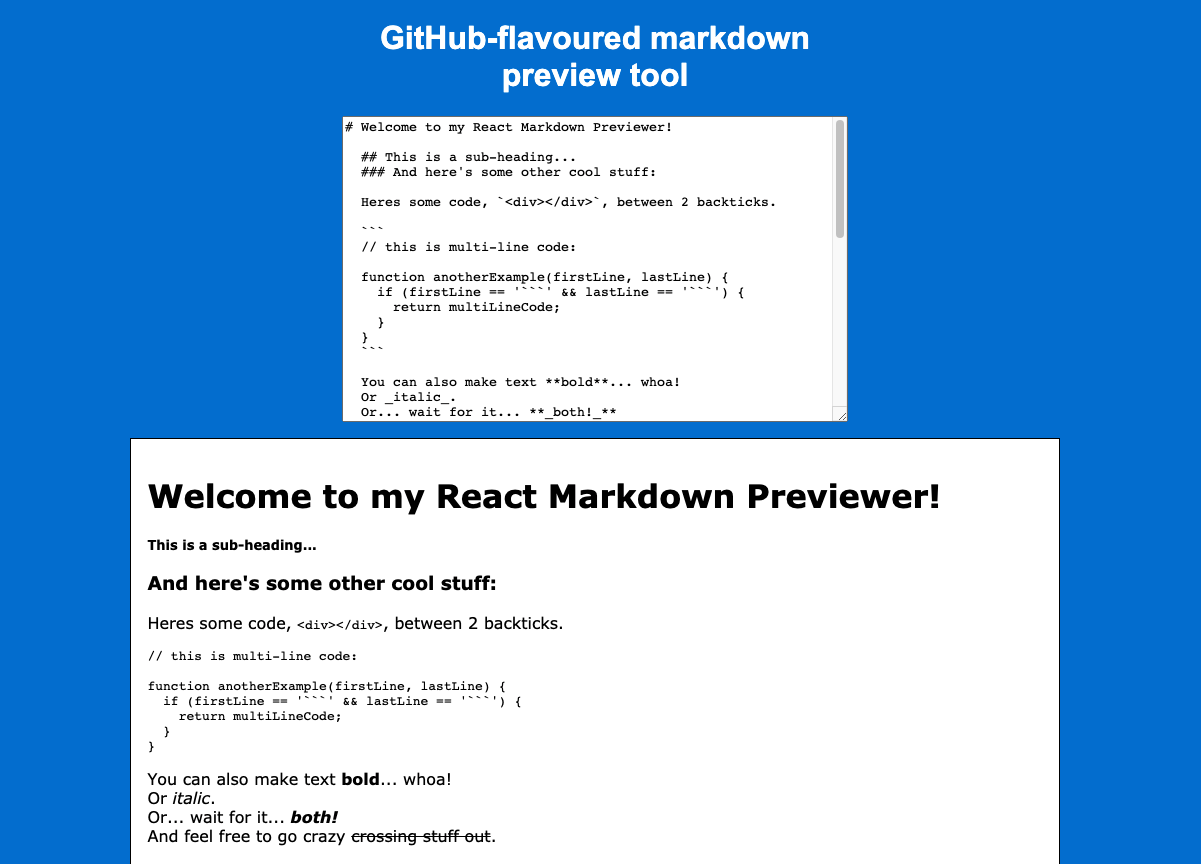 GitHub-flavoured markdown
preview tool
# Welcome to my React Markdown Previewer!
## This is a sub-heading...
### And here's some other cool stuff:
Heres some code, `<div></div>`, between 2 backticks.
```
// this is multi-line code:
function anotherExample(firstLine, lastLine) {
if (firstLine == '```' && lastLine == '```') {
return multiLineCode;
}
}
```
You can also make text **bold**... whoa!
Or _italic_.
Or... wait for it... **_both!_**
Welcome to my React Markdown Previewer!
This is a sub-heading...
And here's some other cool stuff:
Heres some code, <div></div>, between 2 backticks.
// this is multi-line code:
function anotherExample(firstLine, lastLine) {
if (firstLine == '```' && lastLine == '```') {
return multiLineCode;
}
}
You can also make text bold... whoa!
Or italic.
Or... wait for it... both!
And feel free to go crazy crossing stuff out.